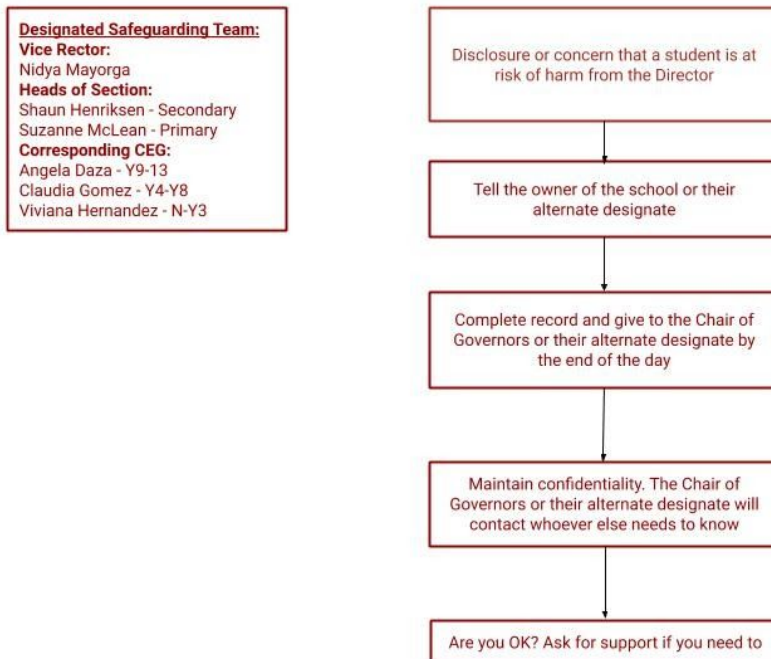 Designated Safeguarding Team:
Vice Rector:
Nidya Mayorga
Heads of Section:
Shaun Henriksen - Secondary
Suzanne McLean - Primary
Corresponding CEG:
Angela Daza - Y9-13
Claudia Gomez - Y4-Y8
Viviana Hernandez - N-Y3
Disclosure or concern that a student is at
risk of harm from the Director
Tell the owner of the school or their
alternate designate
Complete record and give to the Chair of
Governors or their alternate designate by
the end of the day
Maintain confidentiality. The Chair of
Governors or their alternate designate will
contact whoever else needs to know
Are you OK? Ask for support if you need to